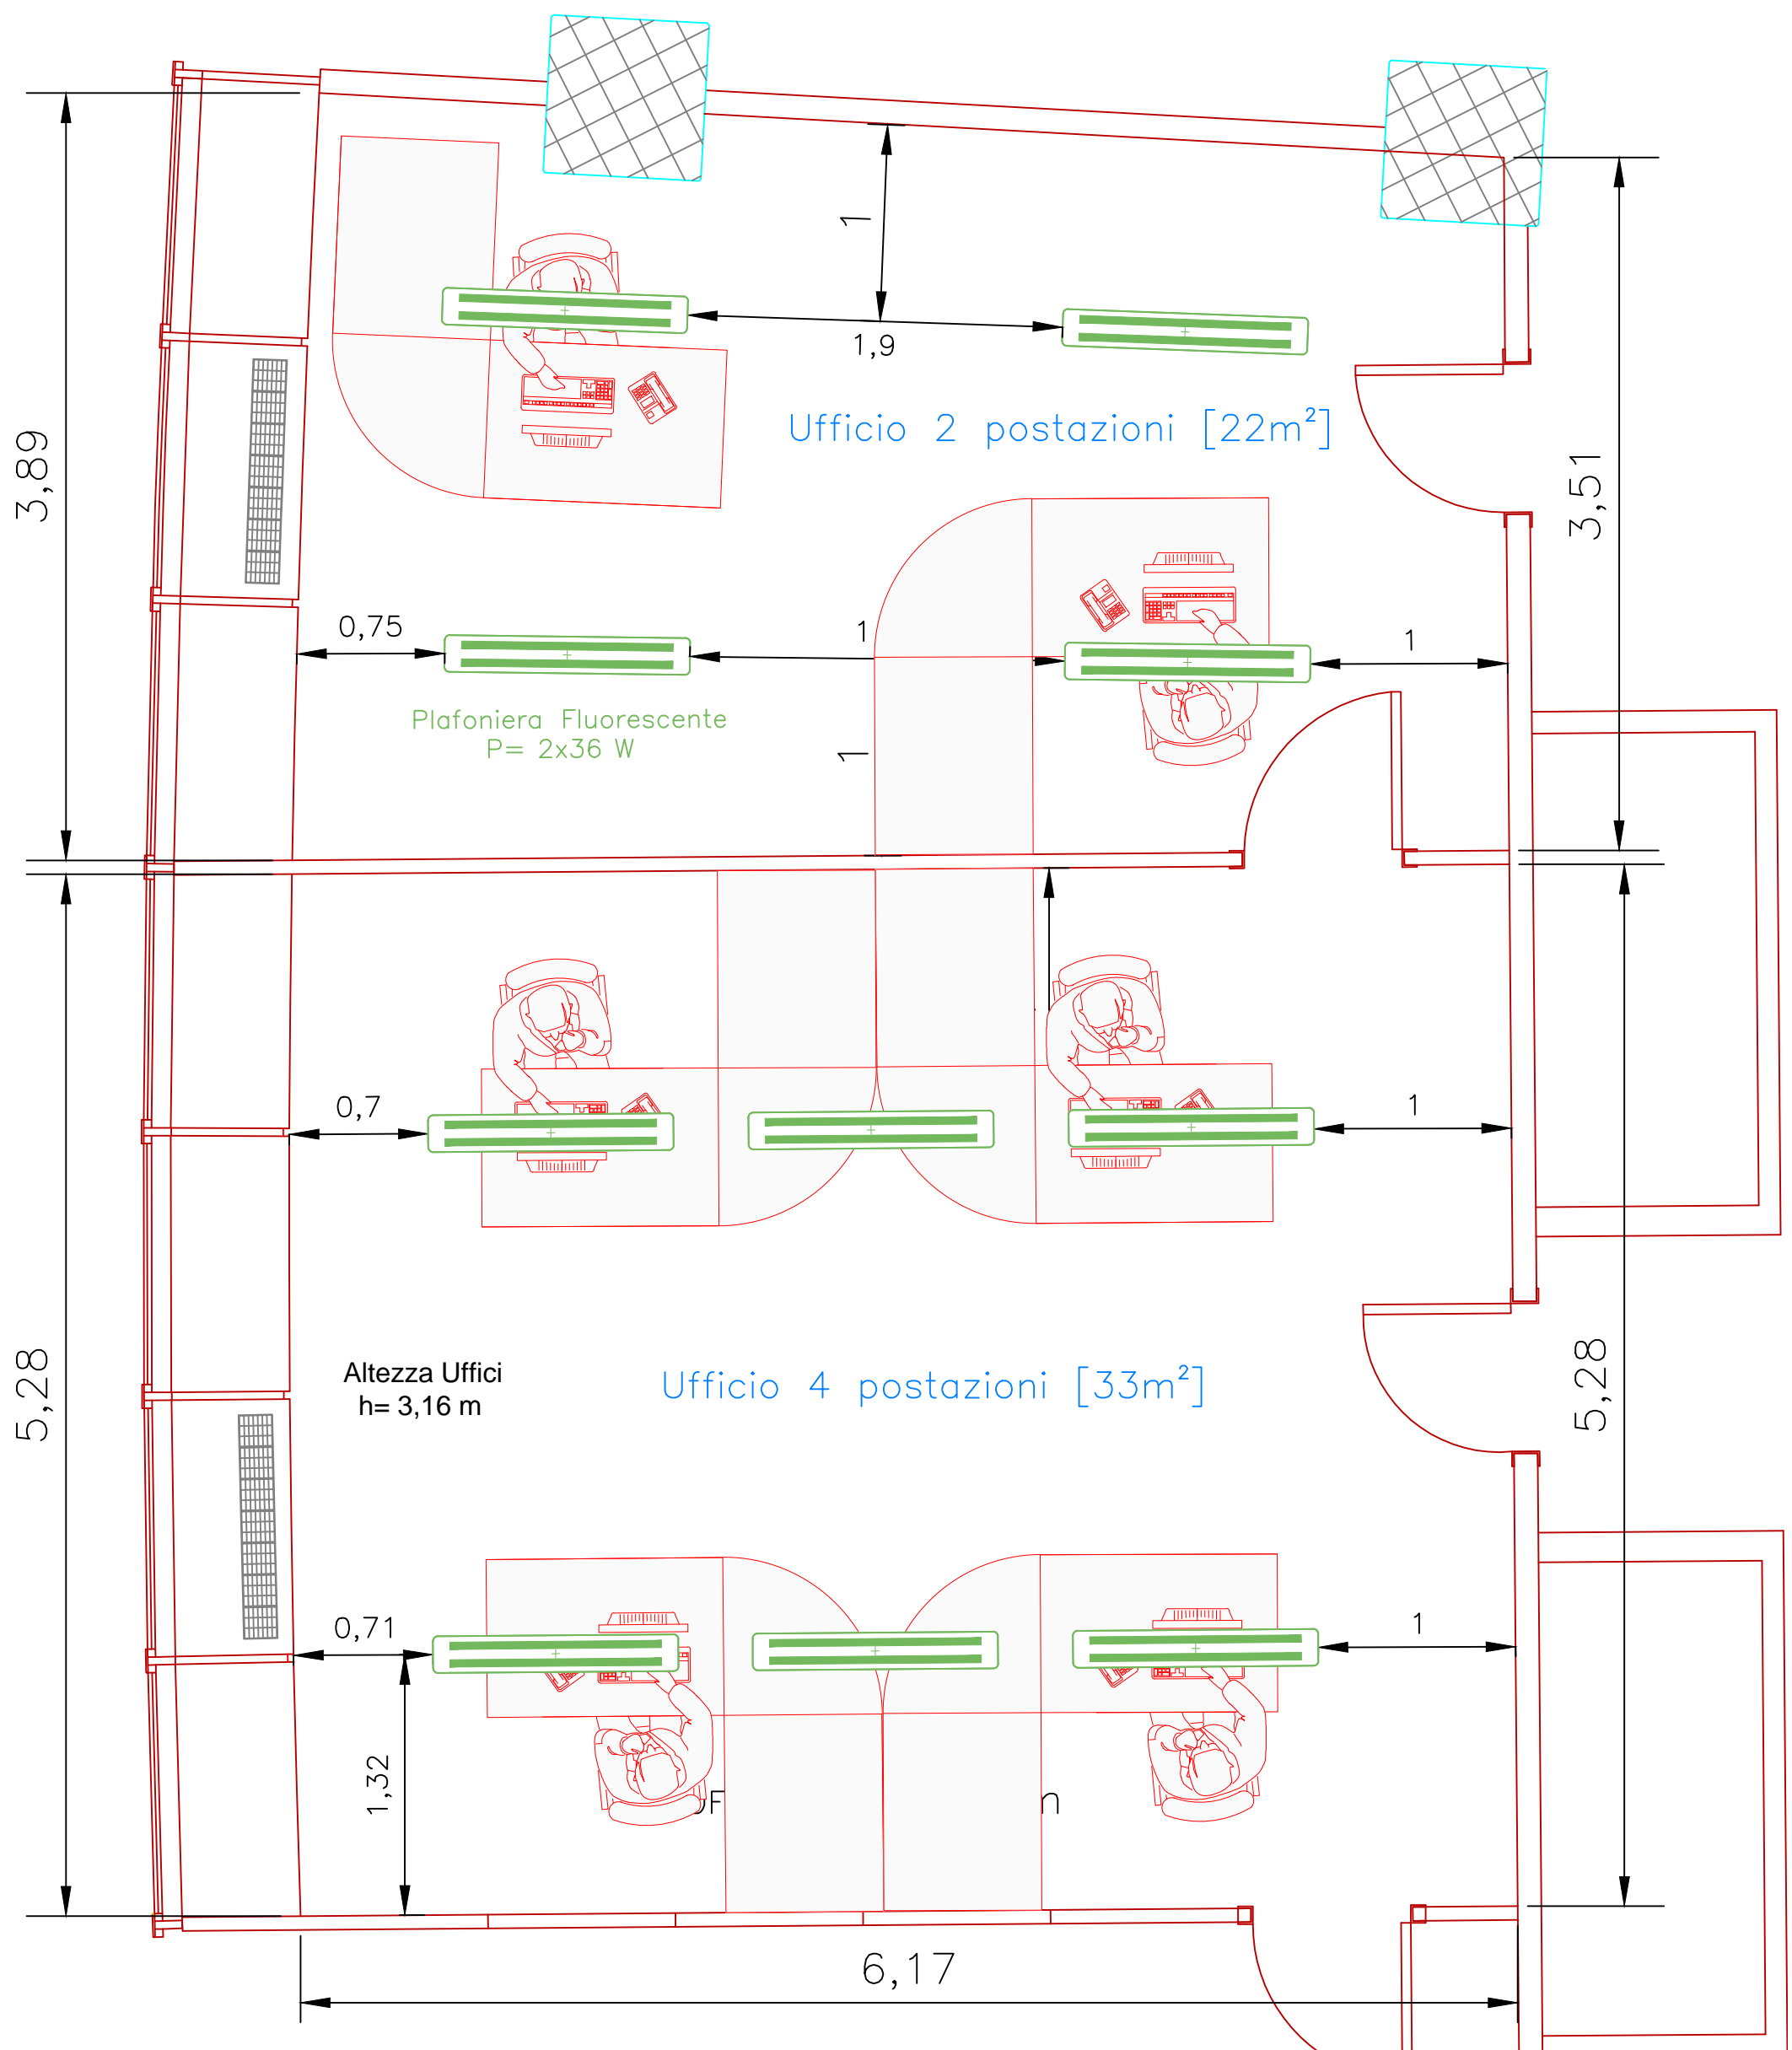 1
1,9
Ufficio 2 postazioni [22m²]
3,89
3,51
0,75
1
1
Plafoniera Fluorescente
P= 2x36 W
1
0,7
1
Altezza Uffici
h= 3,16 m
Ufficio 4 postazioni [33m²]
5,28
5,28
0,71
1
1,32
6,17